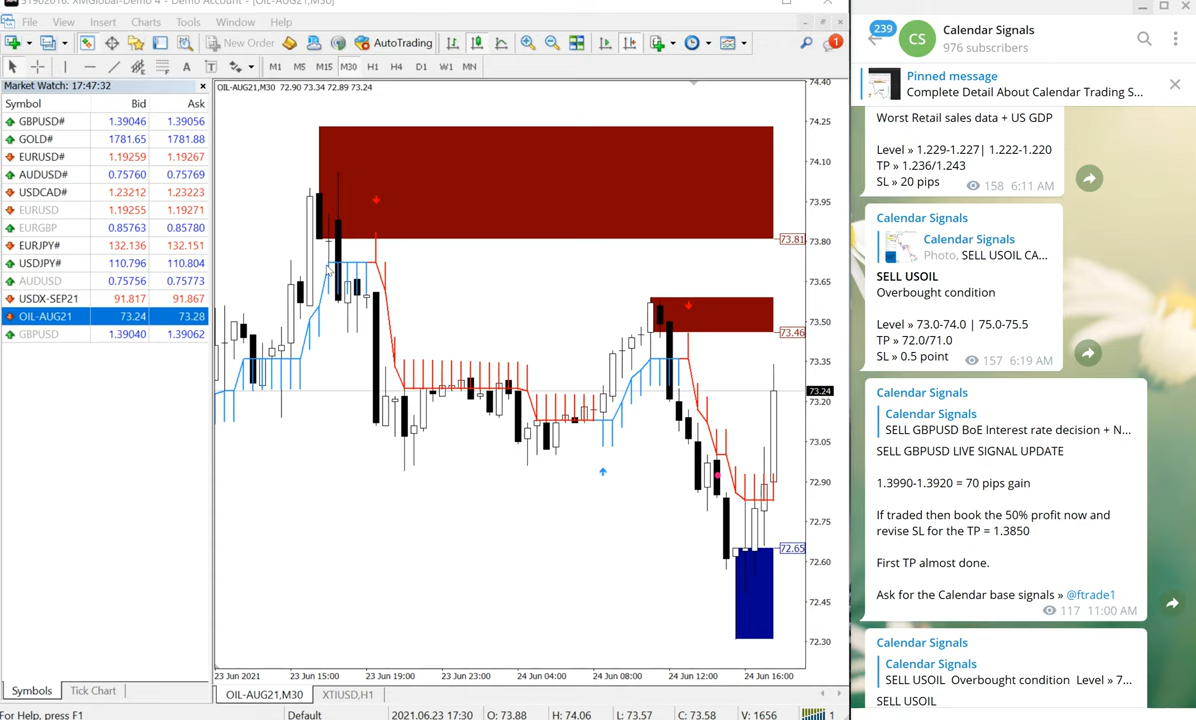 51902016: XMGlobal-Demo 4 - Demo Account - [OIL-AUG21,M30]
File View Insert Charts Tools Window Help
New Order AutoTrading 1
A T M1 M5 M15 M30 H1 H4 D1 W1 MN
Market Watch: 17:47:32
Symbol Bid Ask
GBPUSD# 1.39046 1.39056
GOLD# 1781.65 1781.88
EURUSD# 1.19259 1.19267
AUDUSD# 0.75760 0.75769
USDCAD# 1.23212 1.23223
EURUSD 1.19255 1.19271
EURGBP 0.85763 0.85780
EURJPY# 132.136 132.151
USDJPY# 110.796 110.804
AUDUSD 0.75756 0.75773
USDX-SEP21 91.817 91.867
OIL-AUG21 73.24 73.28
GBPUSD 1.39040 1.39062
Symbols Tick Chart
For Help, press F1
OIL-AUG21,M30 72.90 73.34 72.89 73.24
74.40
74.25
74.10
73.95
73.81
73.80
73.65
73.50
73.46
73.35
73.24
73.20
73.05
72.90
72.75
72.65
72.60
72.45
72.30
23 Jun 2021 23 Jun 15:00 23 Jun 19:00 23 Jun 23:00 24 Jun 04:00 24 Jun 08:00 24 Jun 12:00 24 Jun 16:00
OIL-AUG21,M30 XTIUSD,H1
Default 2021.06.23 17:30 O: 73.88 H: 74.06 L: 73.57 C: 73.58 V: 1656 1
239
CS
Calendar Signals
976 subscribers
Pinned message
Complete Detail About Calendar Trading S...
Worst Retail sales data + US GDP
Level » 1.229-1.227| 1.222-1.220
TP » 1.236/1.243
SL » 20 pips 158 6:11 AM
Calendar Signals
Calendar Signals
Photo, SELL USOIL CA...
SELL USOIL
Overbought condition
Level » 73.0-74.0 | 75.0-75.5
TP » 72.0/71.0
SL » 0.5 point 157 6:19 AM
Calendar Signals
Calendar Signals
SELL GBPUSD BoE Interest rate decision + N...
SELL GBPUSD LIVE SIGNAL UPDATE
1.3990-1.3920 = 70 pips gain
If traded then book the 50% profit now and
revise SL for the TP = 1.3850
First TP almost done.
Ask for the Calendar base signals » @ftrade1
117 11:00 AM
Calendar Signals
Calendar Signals
SELL USOIL Overbought condition Level » 7...
SELL USOIL